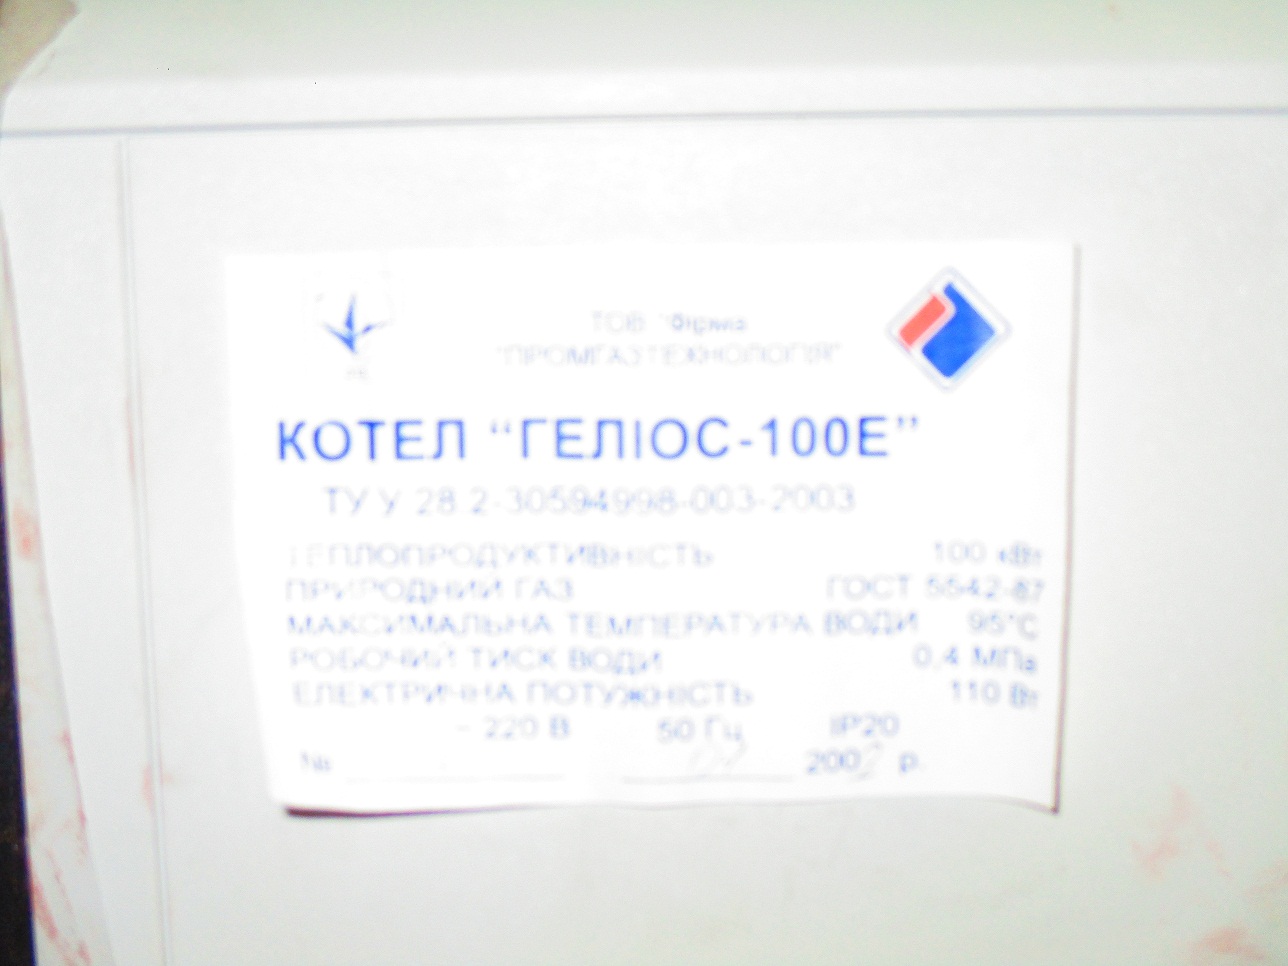 ТОВ "Фірма
"ПРОМГАЗТЕХНОЛОГІЯ"
КОТЕЛ “ГЕЛІОС-100Е”
ТУ У 28.2-30594998-003-2003
ТЕПЛОПРОДУКТИВНІСТЬ 100 кВт
ПРИРОДНИЙ ГАЗ ГОСТ 5542-87
МАКСИМАЛЬНА ТЕМПЕРАТУРА ВОДИ 95°С
РОБОЧИЙ ТИСК ВОДИ 0,4 МПа
ЕЛЕКТРИЧНА ПОТУЖНІСТЬ 110 Вт
~ 220 В 50 Гц IP20
№ 200 р.